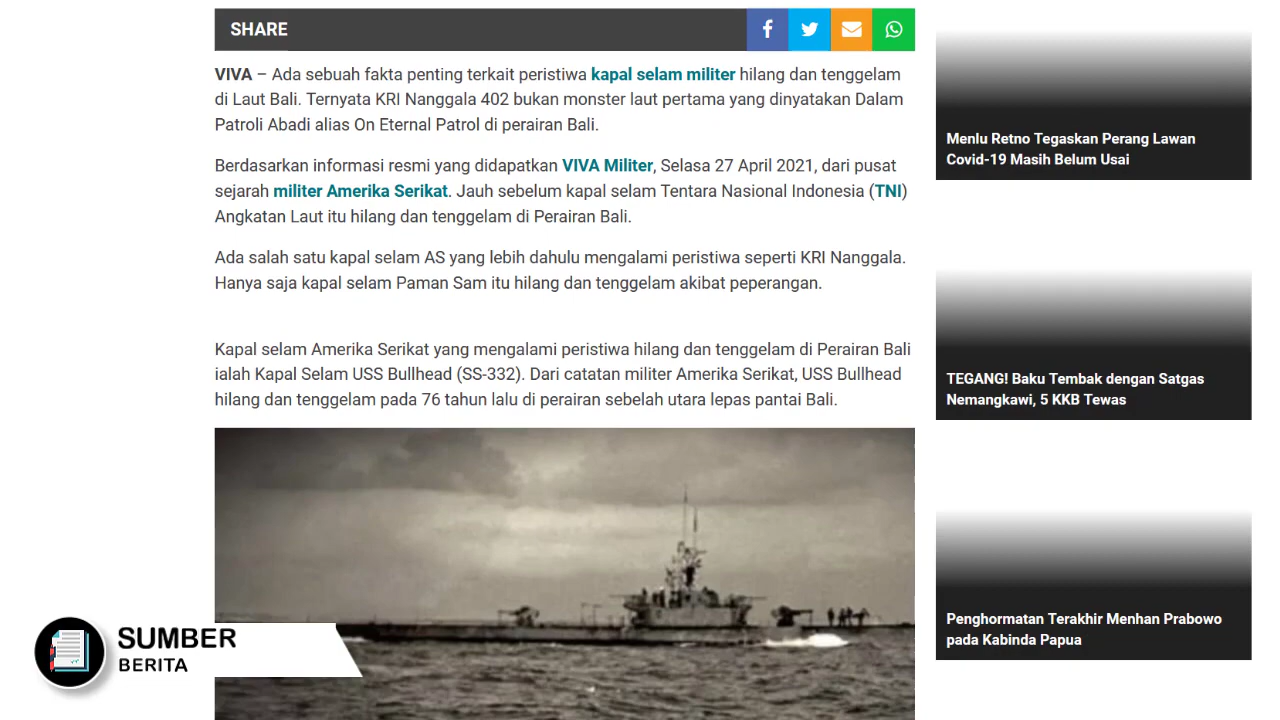 SHARE
VIVA – Ada sebuah fakta penting terkait peristiwa kapal selam militer hilang dan tenggelam
di Laut Bali. Ternyata KRI Nanggala 402 bukan monster laut pertama yang dinyatakan Dalam
Patroli Abadi alias On Eternal Patrol di perairan Bali.
Berdasarkan informasi resmi yang didapatkan VIVA Militer, Selasa 27 April 2021, dari pusat
sejarah militer Amerika Serikat. Jauh sebelum kapal selam Tentara Nasional Indonesia (TNI)
Angkatan Laut itu hilang dan tenggelam di Perairan Bali.
Ada salah satu kapal selam AS yang lebih dahulu mengalami peristiwa seperti KRI Nanggala.
Hanya saja kapal selam Paman Sam itu hilang dan tenggelam akibat peperangan.
Kapal selam Amerika Serikat yang mengalami peristiwa hilang dan tenggelam di Perairan Bali
ialah Kapal Selam USS Bullhead (SS-332). Dari catatan militer Amerika Serikat, USS Bullhead
hilang dan tenggelam pada 76 tahun lalu di perairan sebelah utara lepas pantai Bali.
Menlu Retno Tegaskan Perang Lawan
Covid-19 Masih Belum Usai
TEGANG! Baku Tembak dengan Satgas
Nemangkawi, 5 KKB Tewas
Penghormatan Terakhir Menhan Prabowo
pada Kabinda Papua
SUMBER
BERITA